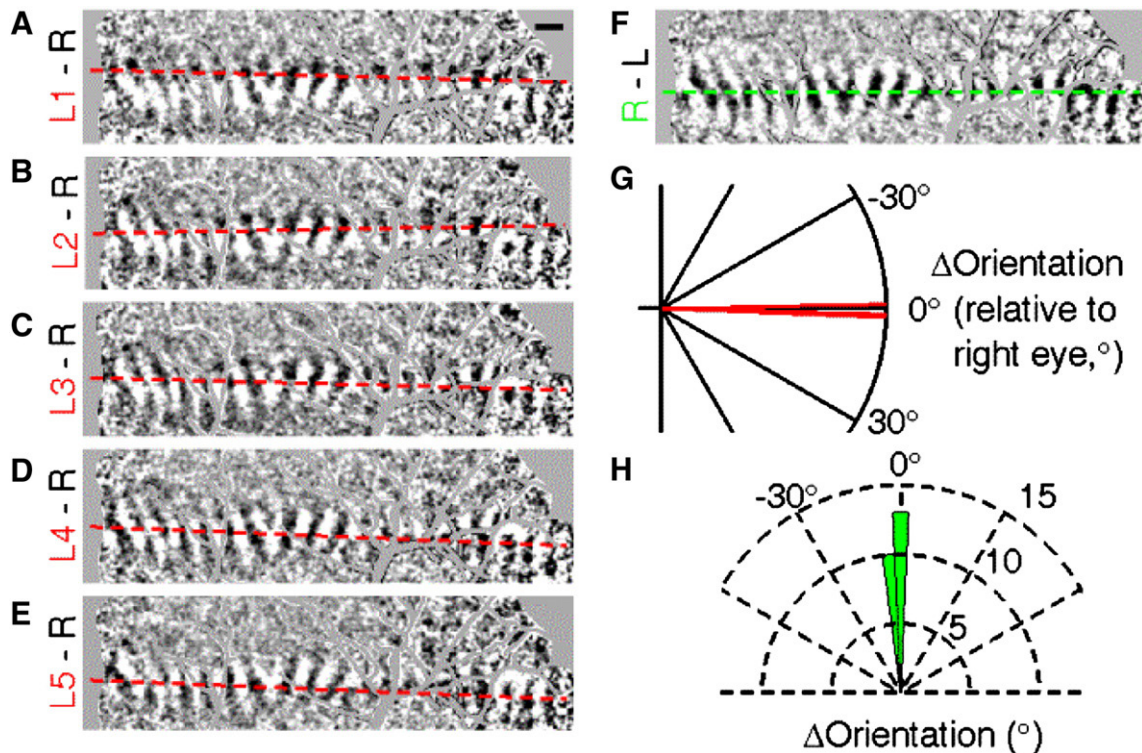 A
L1 - R
B
L2 - R
C
L3 - R
D
L4 - R
E
L5 - R
F
R - L
G
-30°
ΔOrientation
0° (relative to
right eye,°)
30°
H
0°
-30°
15
10
5
ΔOrientation (°)